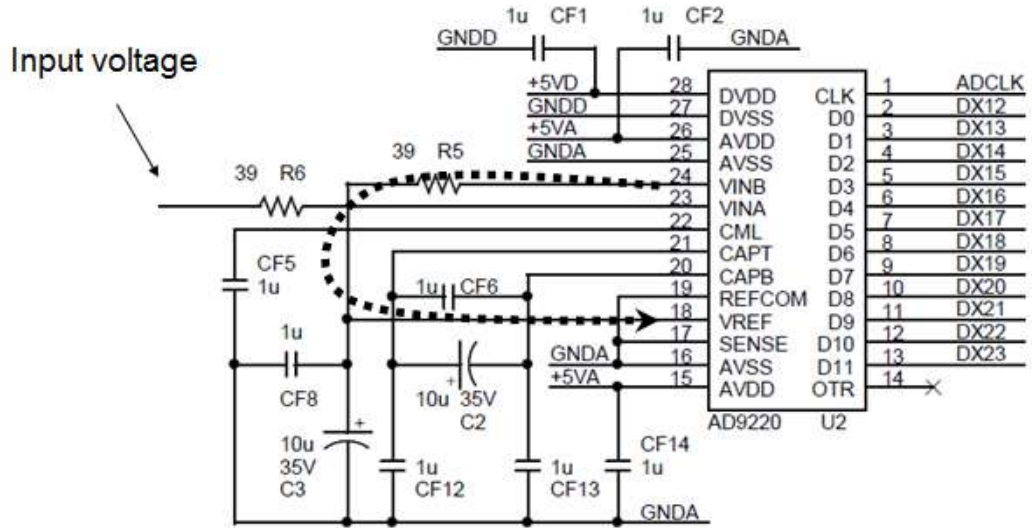 1u CF1
1u CF2
GNDD
GNDA
Input voltage
+5VD
GNDD
+5VA
GNDA
39 R6
39 R5
28 DVDD CLK 1 ADCLK
27 DVSS D0 2 DX12
26 AVDD D1 3 DX13
25 AVSS D2 4 DX14
24 VINB D3 5 DX15
23 VINA D4 6 DX16
22 CML D5 7 DX17
21 CAPT D6 8 DX18
20 CAPB D7 9 DX19
19 REFCOM D8 10 DX20
18 VREF D9 11 DX21
17 SENSE D10 12 DX22
16 AVSS D11 13 DX23
15 AVDD OTR 14
GNDA
+5VA
AD9220 U2
CF5
1u
1u CF6
1u
CF8
+
10u 35V
C2
+
10u
35V
C3
1u
CF12
1u
CF13
CF14
1u
GNDA